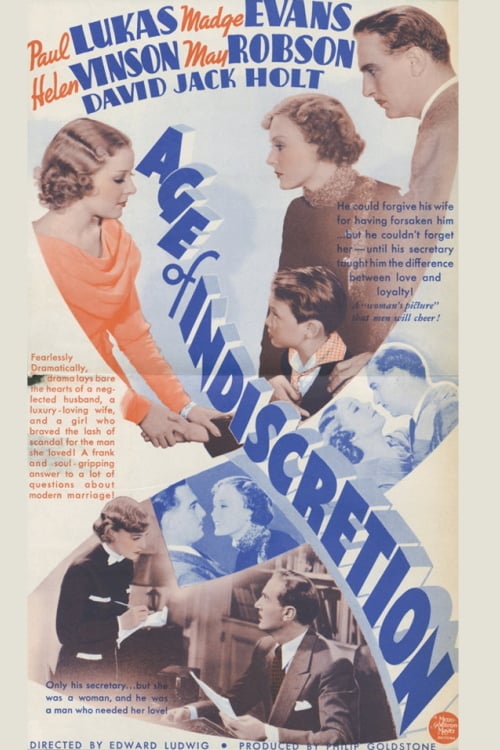 Paul LUKAS Madge EVANS
Helen VINSON May ROBSON
DAVID JACK HOLT
AGE of INDISCRETION
He could forgive his wife
for having forsaken him
...but he couldn't forget
her—until his secretary
taught him the difference
between love and
loyalty!
A "woman's picture"
that men will cheer!
Fearlessly
Dramatically,
drama lays bare
the hearts of a neg-
lected husband, a
luxury-loving wife,
and a girl who
braved the lash of
scandal for the man
she loved! A frank
and soul-gripping
answer to a lot of
questions about
modern marriage!
Only his secretary...but she
was a woman, and he was
a man who needed her love!
Metro
Goldwyn
Mayer
DIRECTED BY EDWARD LUDWIG • PRODUCED BY PHILIP GOLDSTONE